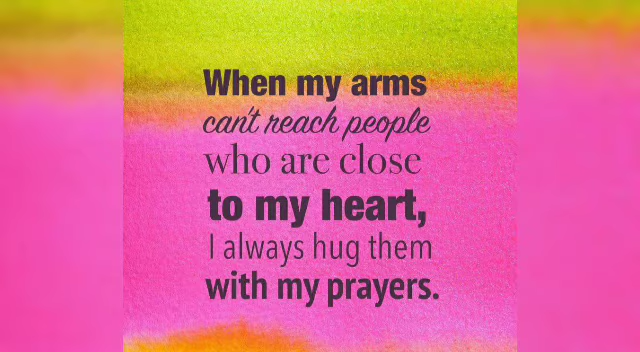 When my arms
can't reach people
who are close
to my heart,
I always hug them
with my prayers.